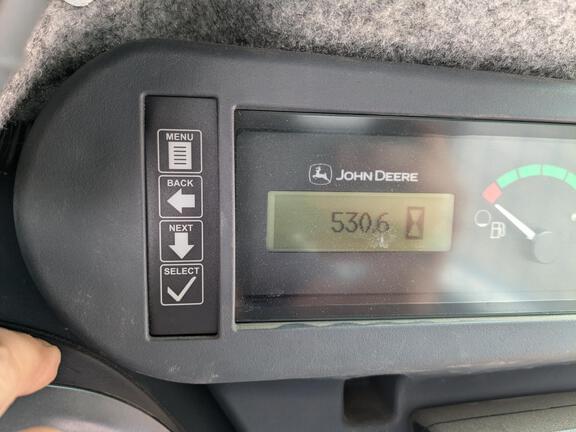 MENU
BACK
NEXT
SELECT
JOHN DEERE
530.6